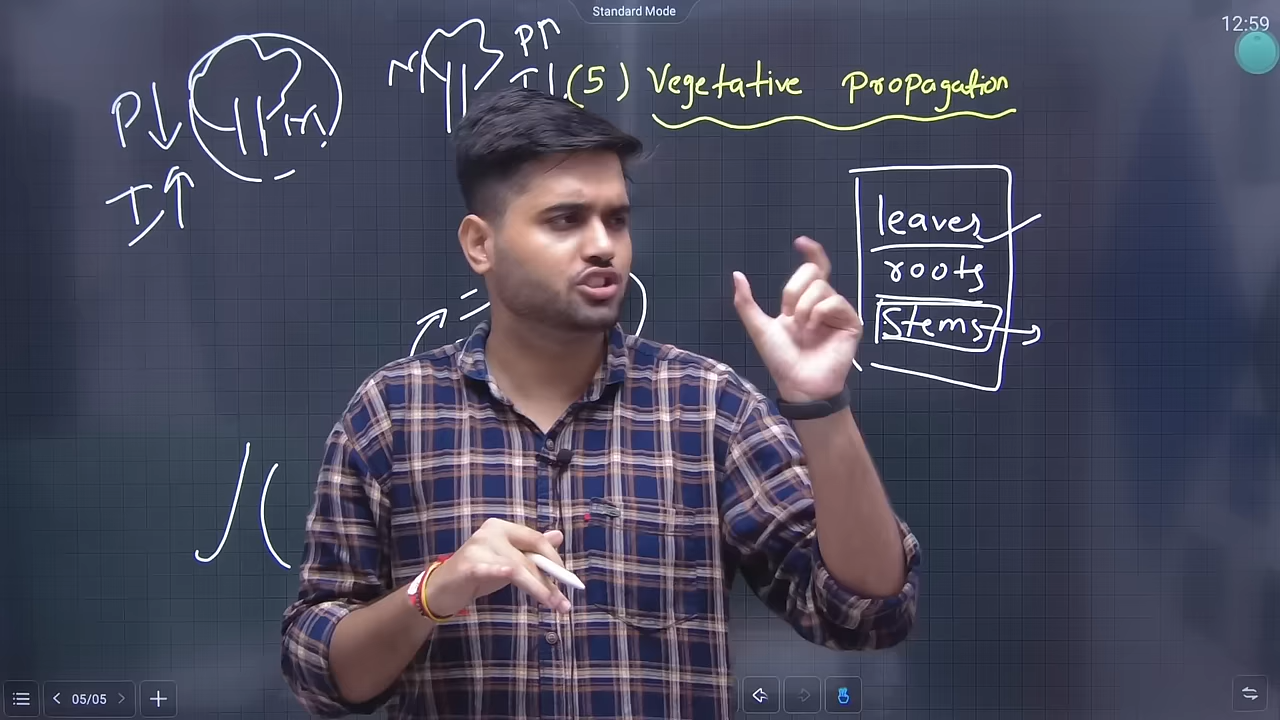 Standard Mode
12:59
P↓
I↑
P↑
(5) Vegetative Propagation
leaves
roots
Stems
05/05